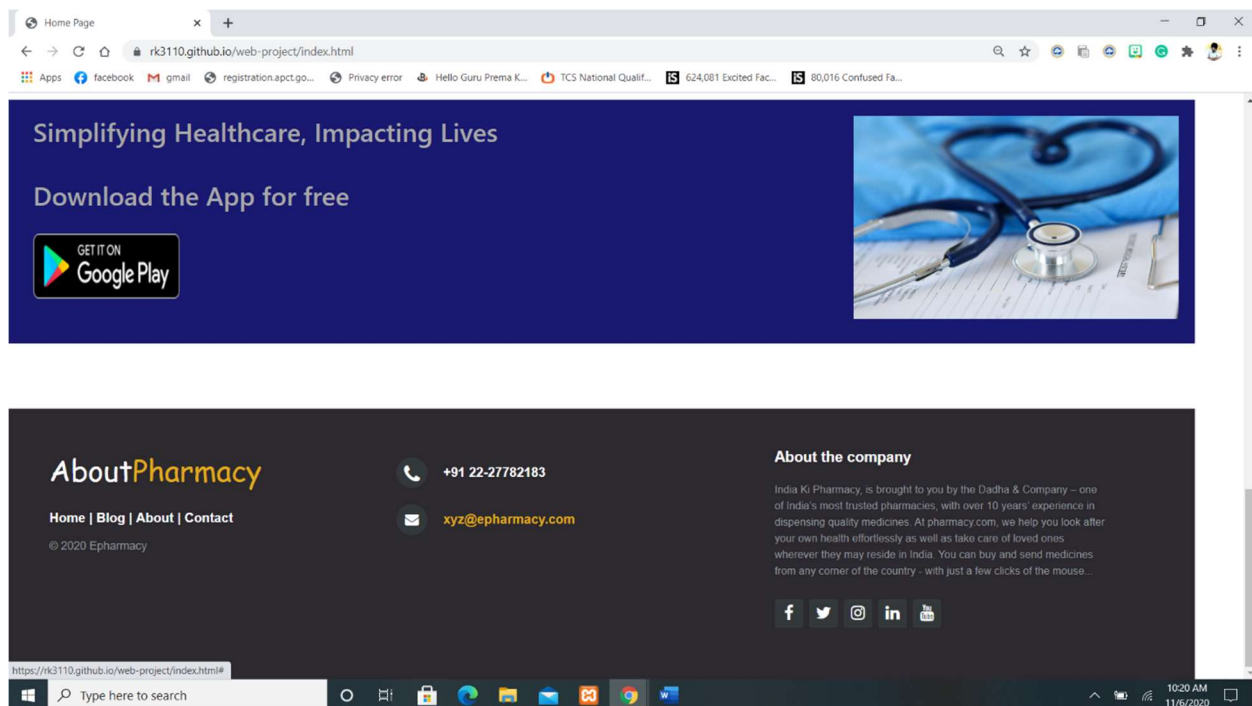 Home Page
rk3110.github.io/web-project/index.html
Apps facebook gmail registration.apct.go... Privacy error Hello Guru Prema K... TCS National Qualif... 624,081 Excited Fac... 80,016 Confused Fa...
Simplifying Healthcare, Impacting Lives
Download the App for free
GET IT ON
Google Play
AboutPharmacy
Home | Blog | About | Contact
© 2020 Epharmacy
+91 22-27782183
xyz@epharmacy.com
About the company
India Ki Pharmacy, is brought to you by the Dadha & Company – one
of India's most trusted pharmacies, with over 10 years' experience in
dispensing quality medicines. At pharmacy.com, we help you look after
your own health effortlessly as well as take care of loved ones
wherever they may reside in India. You can buy and send medicines
from any corner of the country - with just a few clicks of the mouse...
You
Tube
https://rk3110.github.io/web-project/index.html#
Type here to search
10:20 AM
11/6/2020